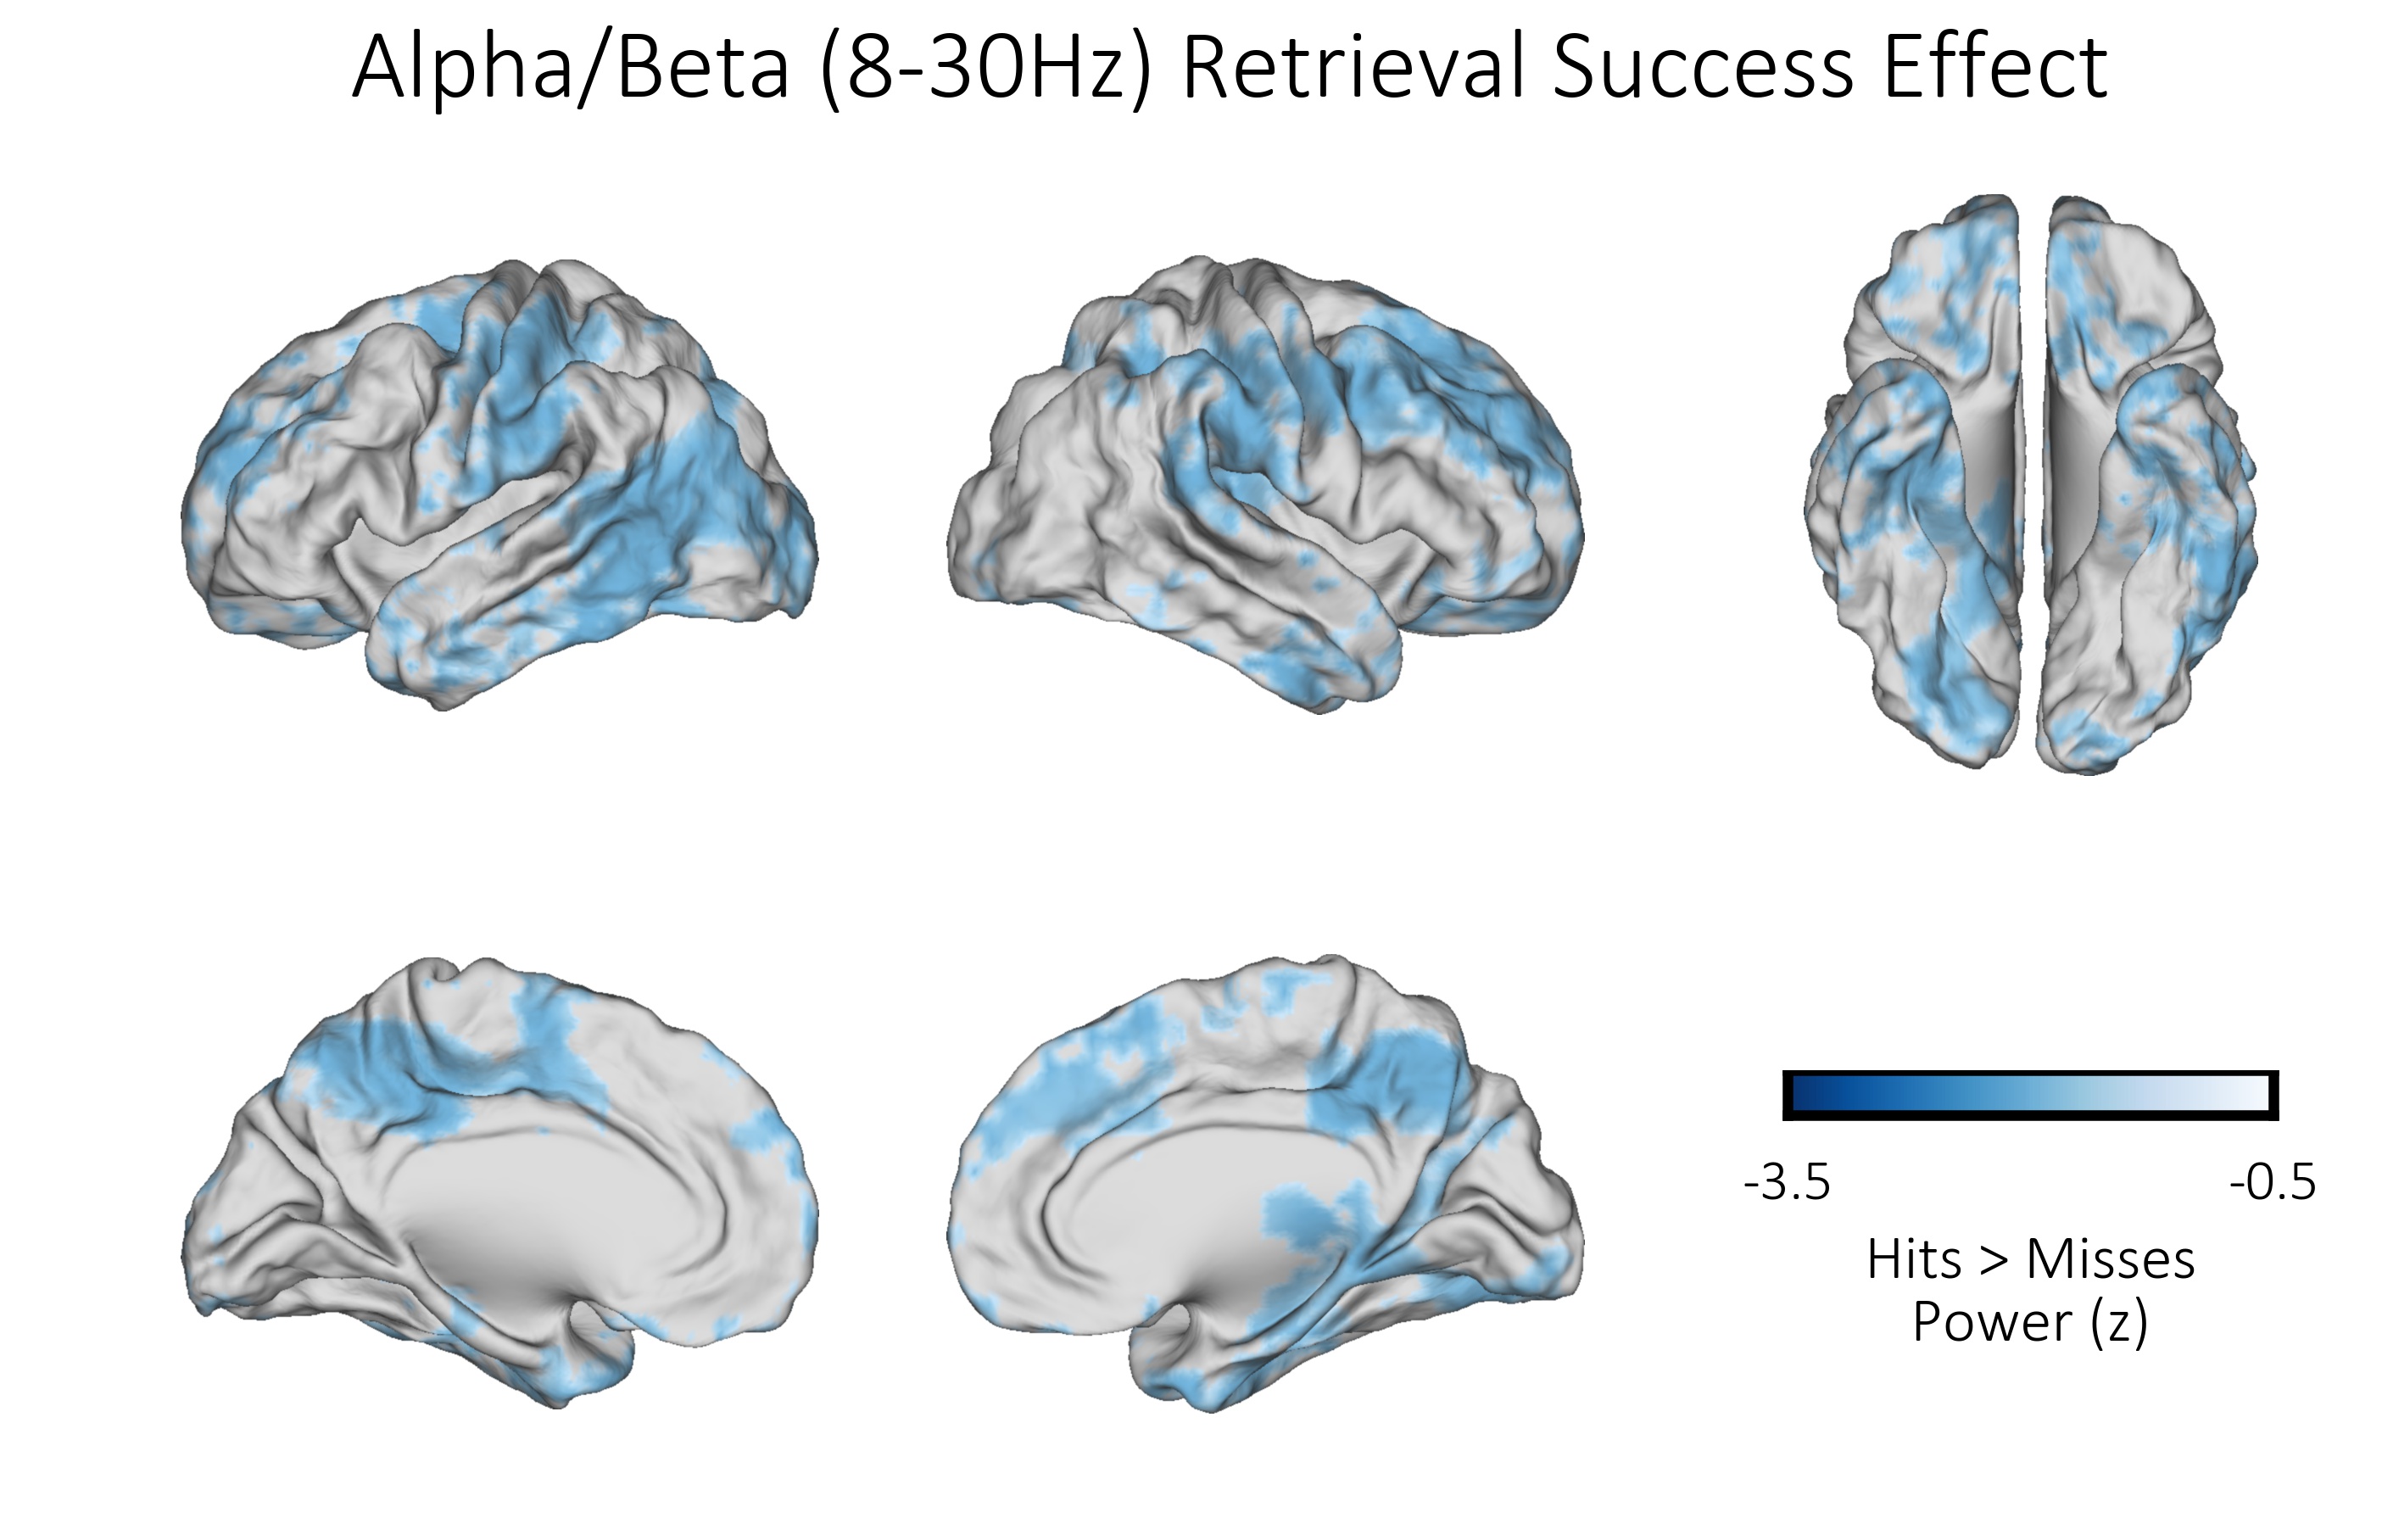 Alpha/Beta (8-30Hz) Retrieval Success Effect
-3.5 -0.5
Hits > Misses
Power (z)